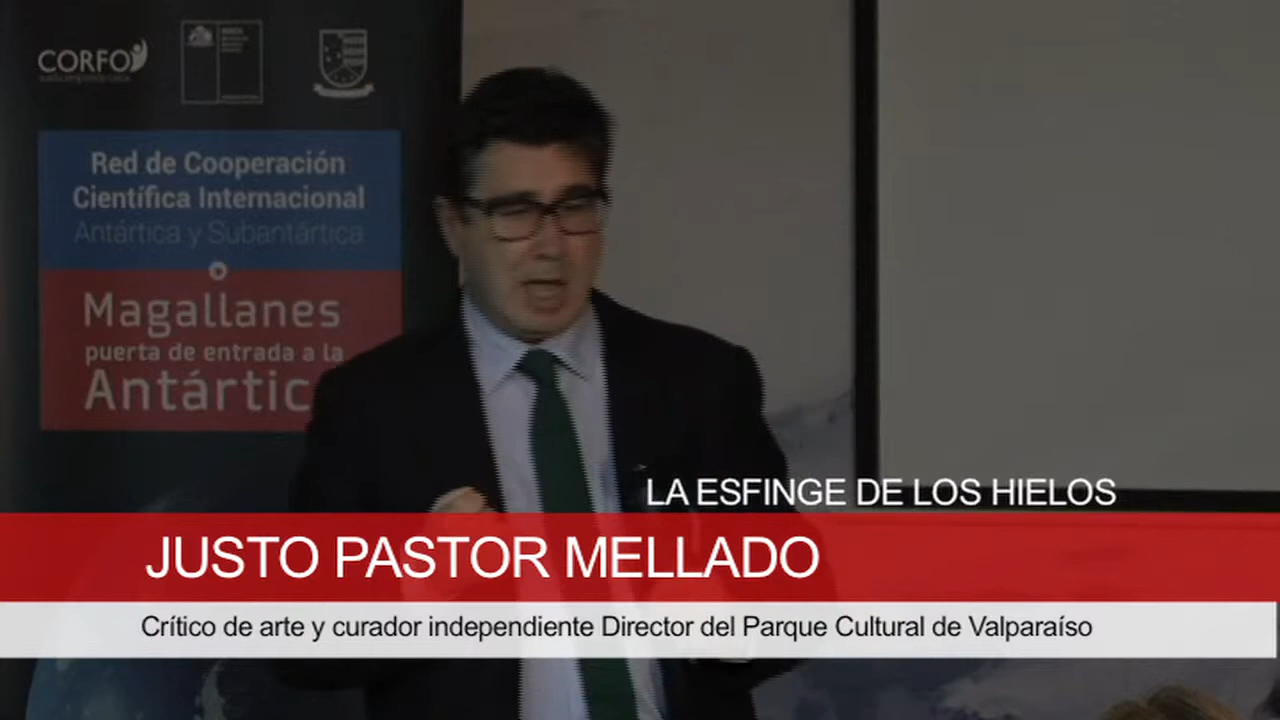 CORFO
Red de Cooperación
Científica Internacional
Antártica y Subantártica
Magallanes
puerta de entrada a la
Antártic
LA ESFINGE DE LOS HIELOS
JUSTO PASTOR MELLADO
Crítico de arte y curador independiente Director del Parque Cultural de Valparaíso